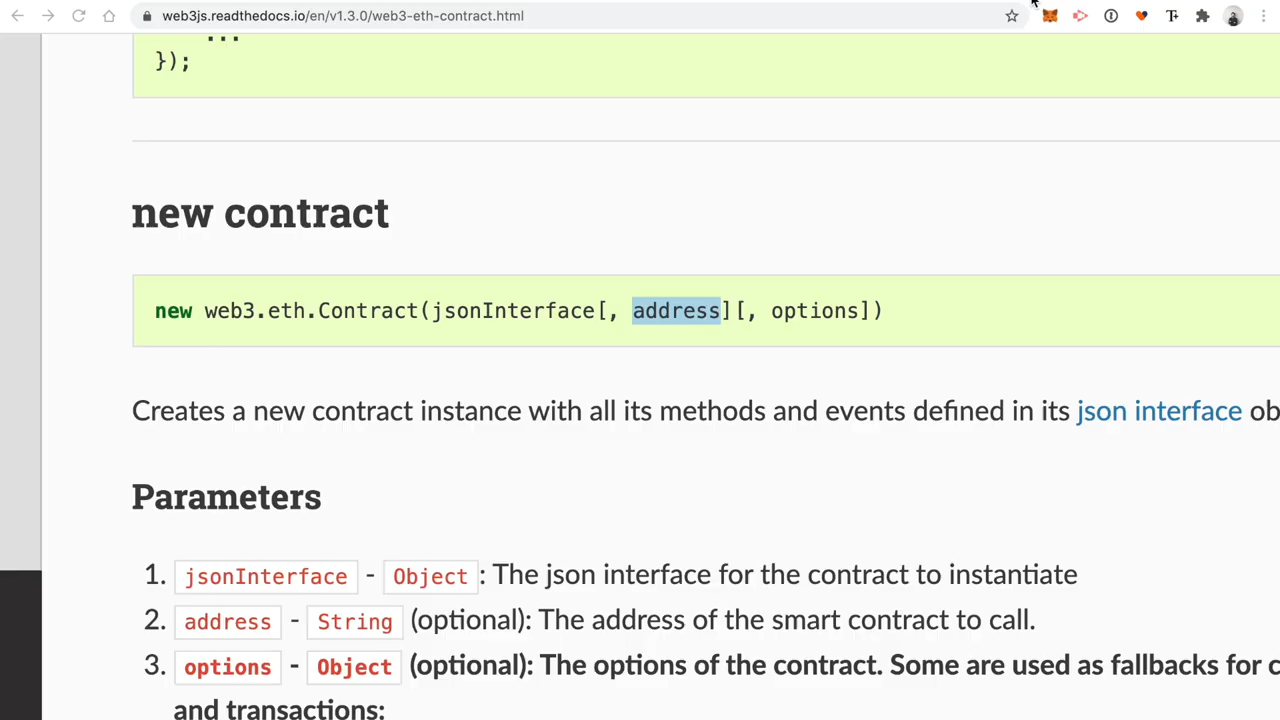 web3js.readthedocs.io/en/v1.3.0/web3-eth-contract.html
...
});
new contract
new web3.eth.Contract(jsonInterface[, address][, options])
Creates a new contract instance with all its methods and events defined in its json interface ob
Parameters
1. jsonInterface - Object: The json interface for the contract to instantiate
2. address - String (optional): The address of the smart contract to call.
3. options - Object (optional): The options of the contract. Some are used as fallbacks for c
and transactions: